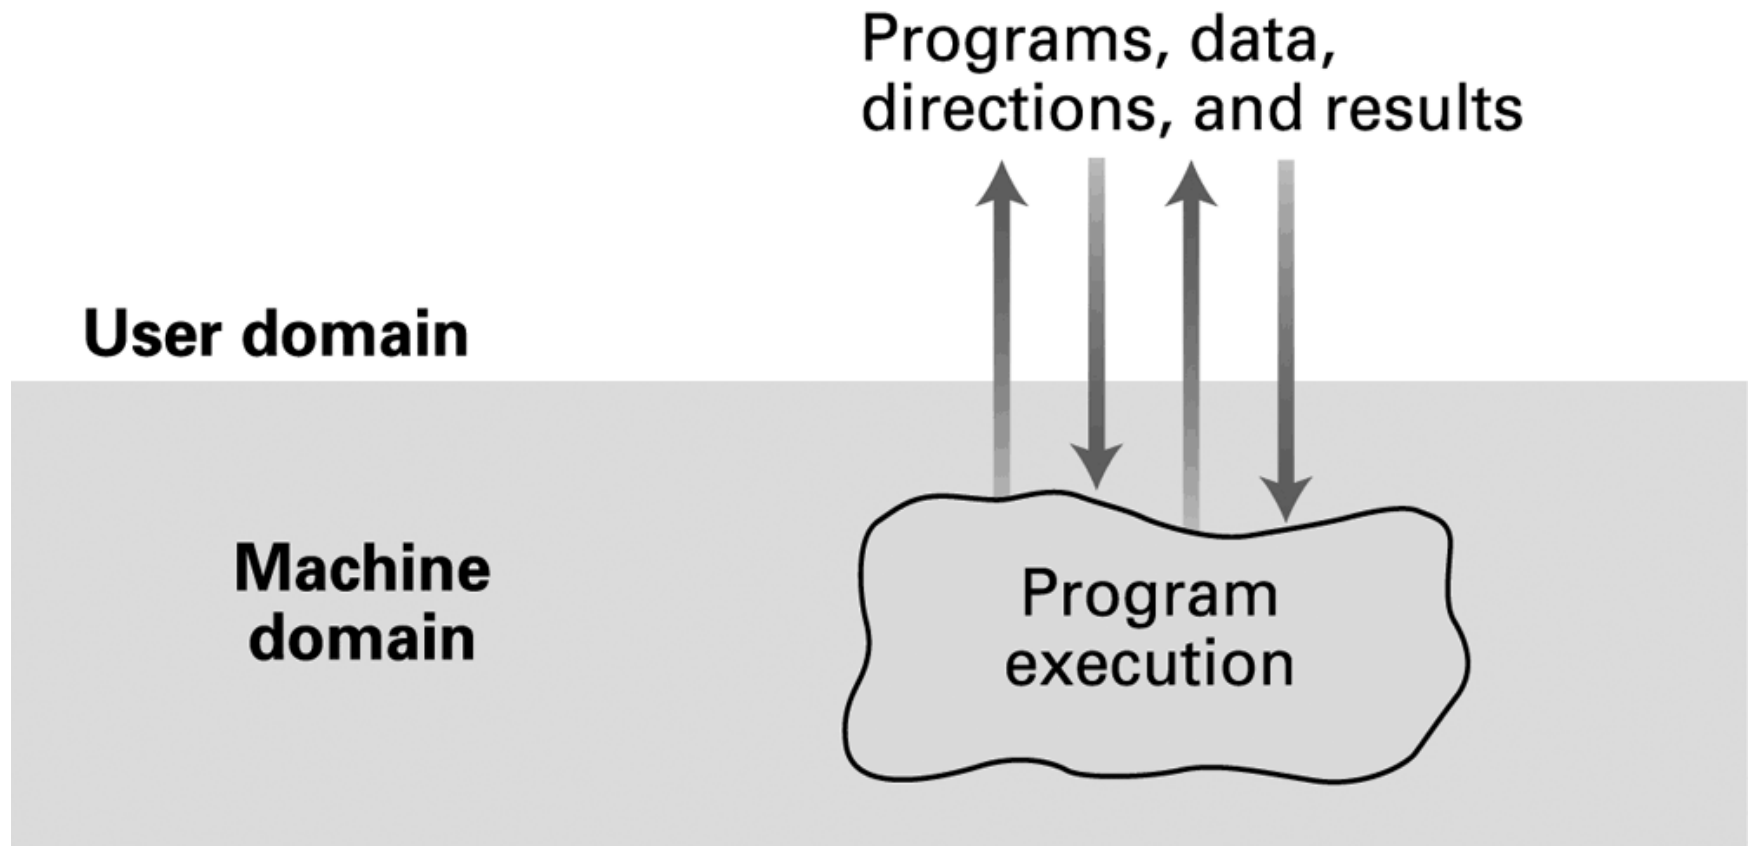 Programs, data,
directions, and results
User domain
Machine
domain
Program
execution